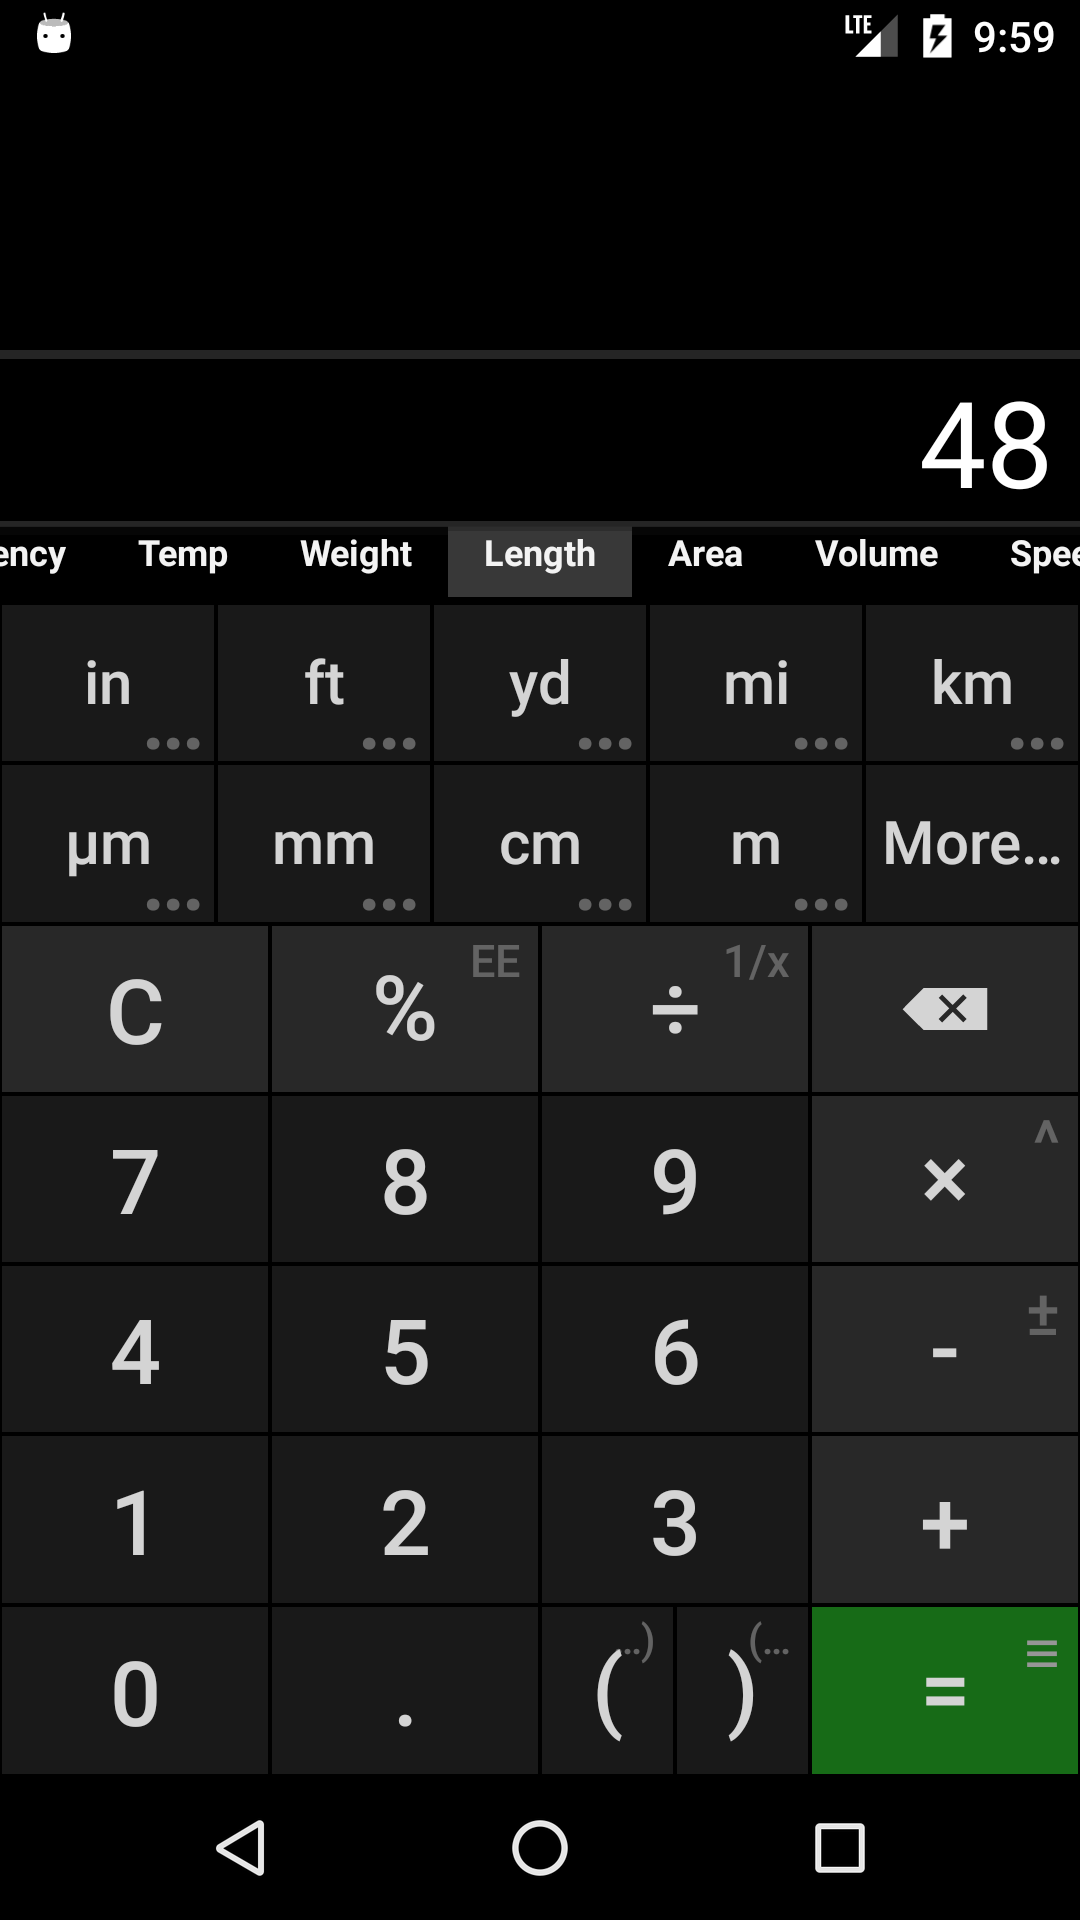 LTE 9:59
48
ency Temp Weight Length Area Volume Spee
in ft yd mi km
µm mm cm m More...
C % EE ÷ 1/x
7 8 9 × ^
4 5 6 - ±
1 2 3 +
0 . ( ..) ) (... =